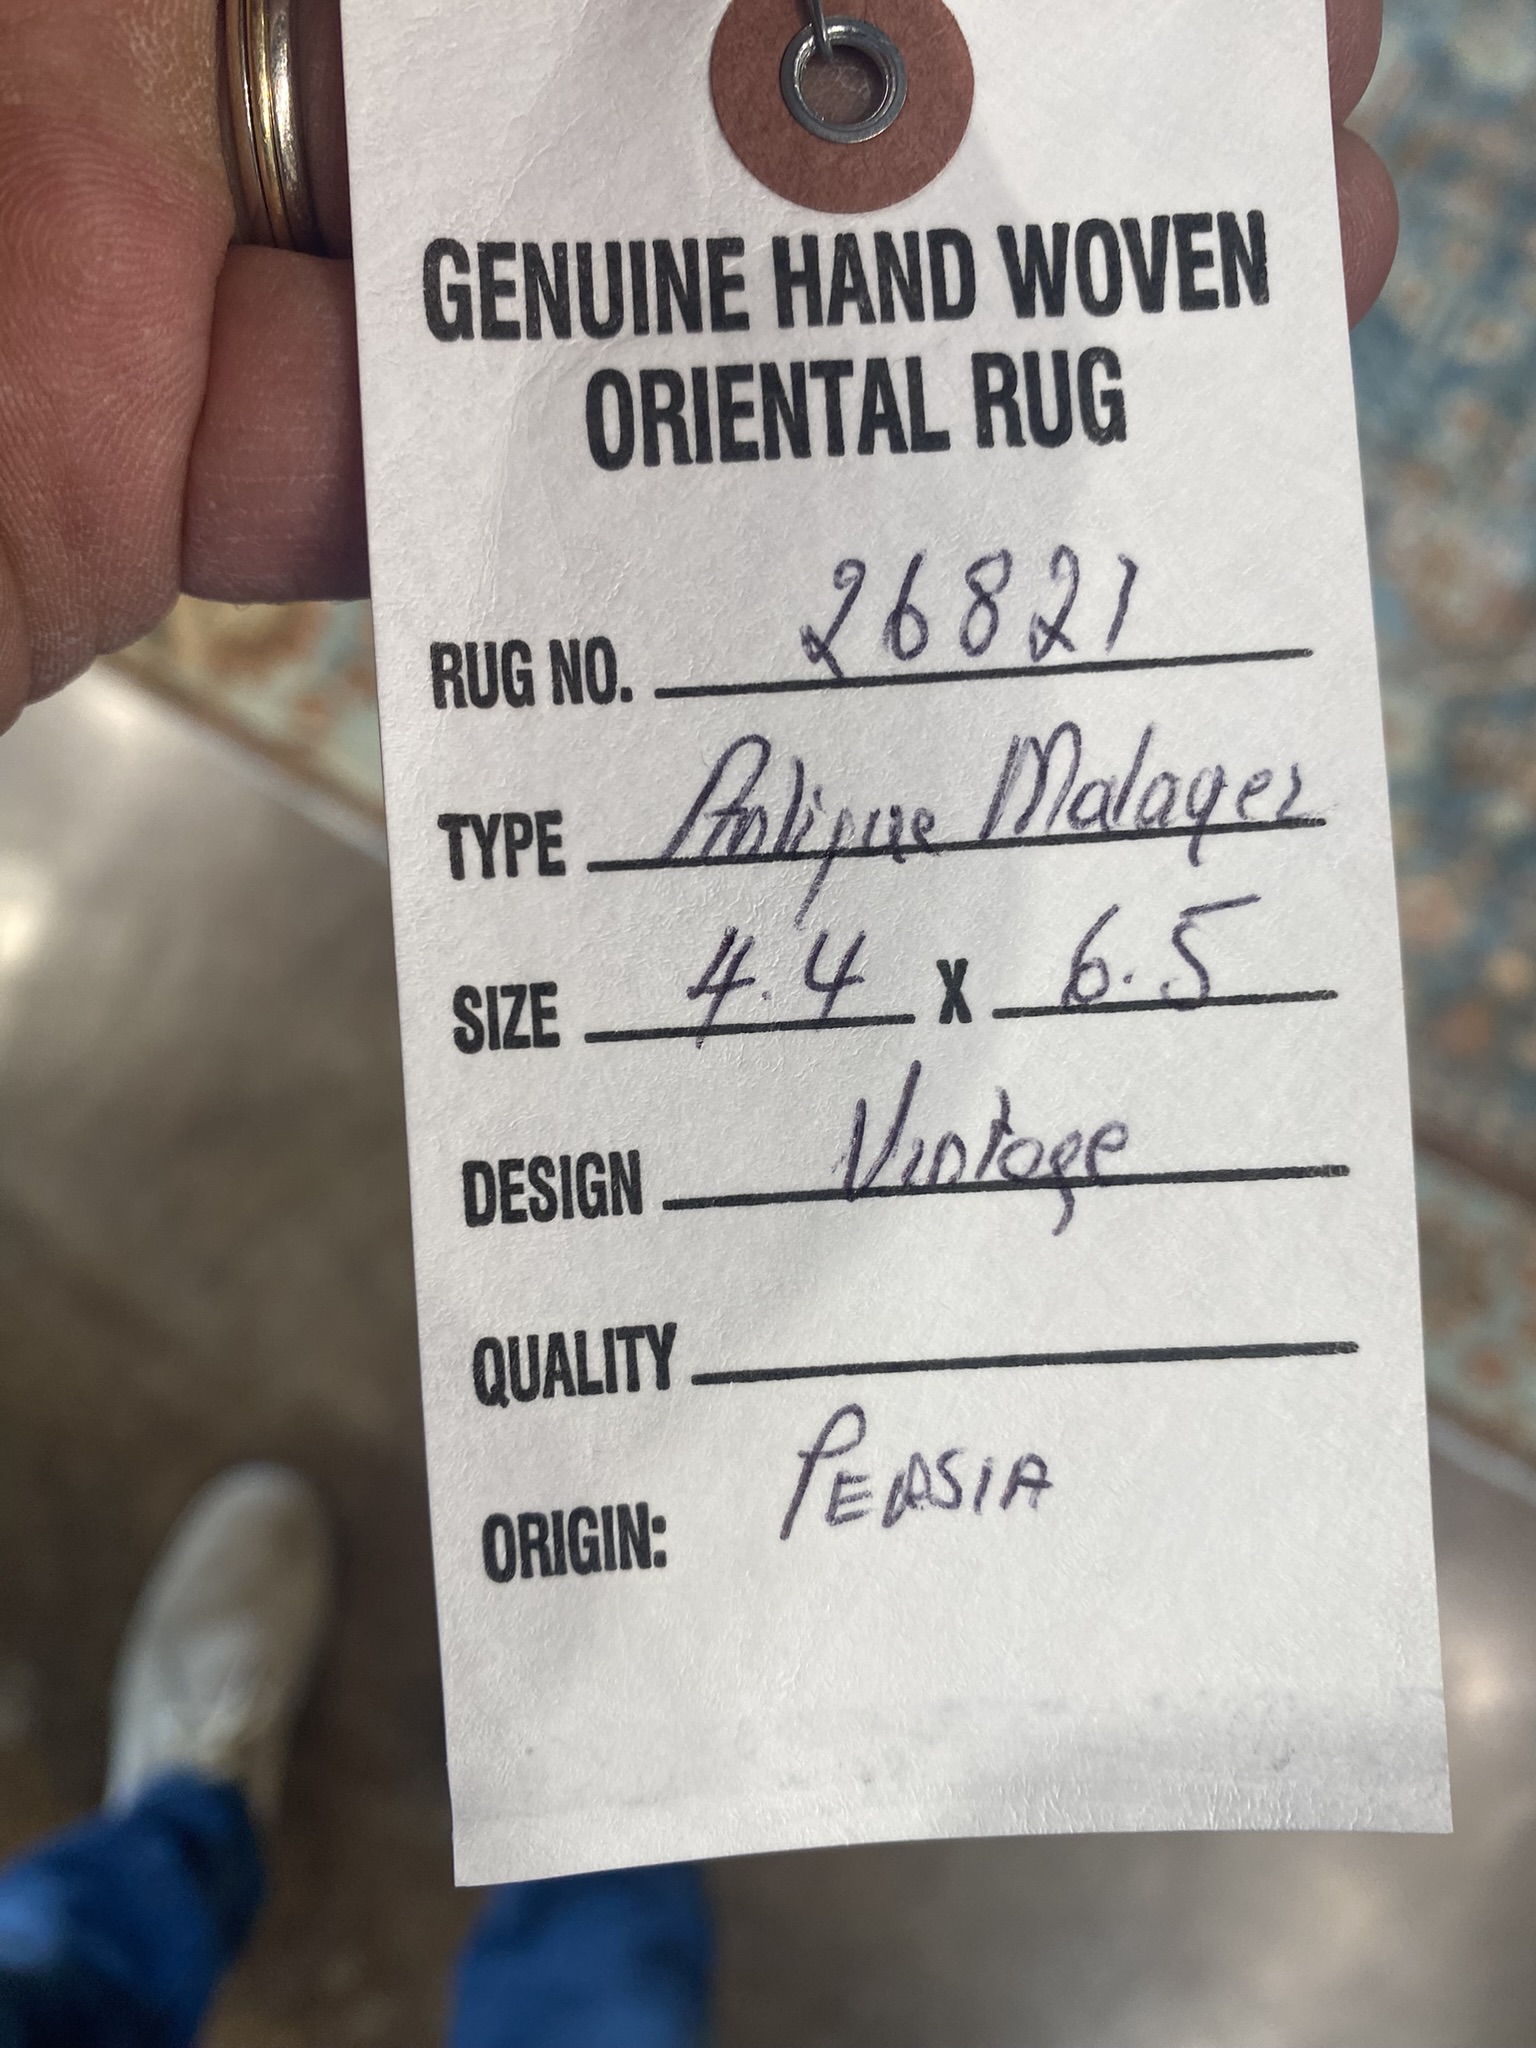 GENUINE HAND WOVEN
ORIENTAL RUG
RUG NO. 26821
TYPE Antique Malayer
SIZE 4.4 X 6.5
DESIGN Vintage
QUALITY
ORIGIN: PERSIA